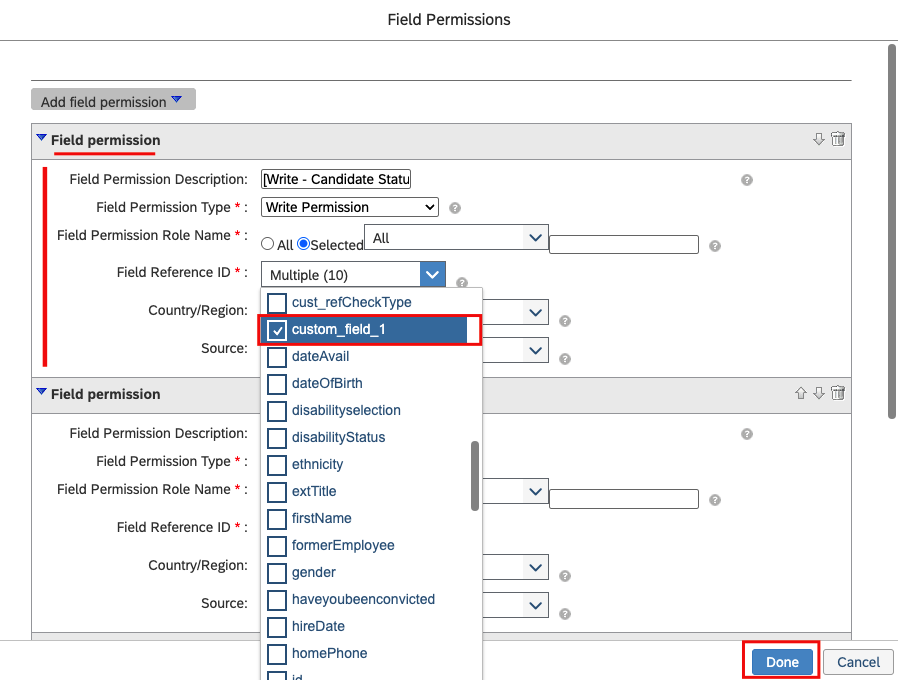 Field Permissions
Add field permission
Field permission
Field Permission Description: [Write - Candidate Statu
Field Permission Type * : Write Permission
Field Permission Role Name * : All Selected All
Field Reference ID * : Multiple (10)
Country/Region:
Source:
cust_refCheckType
custom_field_1
dateAvail
dateOfBirth
disabilityselection
disabilityStatus
ethnicity
extTitle
firstName
formerEmployee
gender
haveyoubeenconvicted
hireDate
homePhone
id
Field permission
Field Permission Description:
Field Permission Type * :
Field Permission Role Name * :
Field Reference ID * :
Country/Region:
Source:
Done Cancel